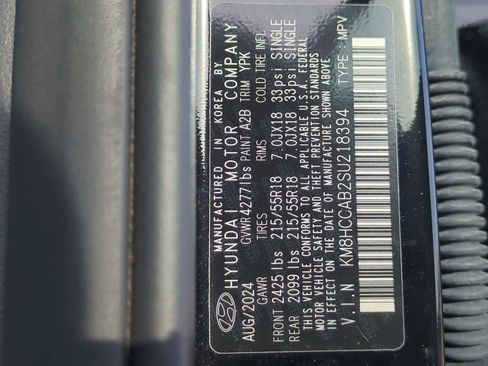 MANUFACTURED IN KOREA BY
HYUNDAI MOTOR COMPANY
AUG/2024 GVWR 4277lbs PAINT A2B TRIM YPK
GAWR TIRES RIMS COLD TIRE INFL.
FRONT 2425 lbs 215/55R18 7.0JX18 33psi SINGLE
REAR 2099 lbs 215/55R18 7.0JX18 33psi SINGLE
THIS VEHICLE CONFORMS TO ALL APPLICABLE U.S.A. FEDERAL
MOTOR VEHICLE SAFETY AND THEFT PREVENTION STANDARDS
IN EFFECT ON THE DATE OF MANUFACTURE SHOWN ABOVE
V.I.N KM8HCCAB2SU218394 TYPE : MPV